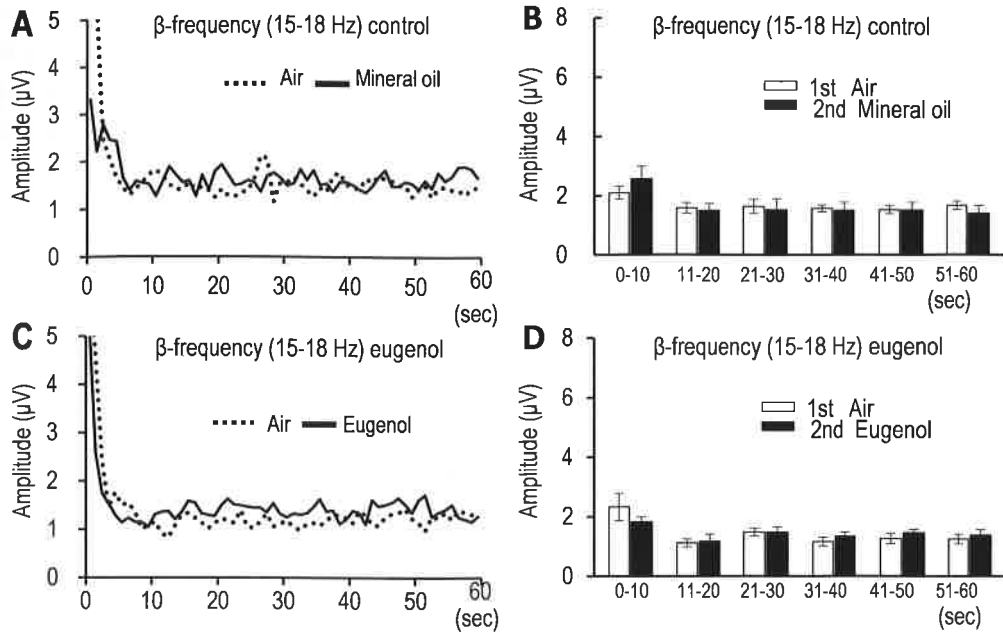 A
β-frequency (15-18 Hz) control
Air
Mineral oil
Amplitude (µV)
5
4
3
2
1
0
0 10 20 30 40 50 60
(sec)
B
β-frequency (15-18 Hz) control
1st Air
2nd Mineral oil
Amplitude (µV)
8
6
4
2
0
0-10 11-20 21-30 31-40 41-50 51-60
(sec)
C
β-frequency (15-18 Hz) eugenol
Air
Eugenol
Amplitude (µV)
5
4
3
2
1
0
0 10 20 30 40 50 60
(sec)
D
β-frequency (15-18 Hz) eugenol
1st Air
2nd Eugenol
Amplitude (µV)
8
6
4
2
0
0-10 11-20 21-30 31-40 41-50 51-60
(sec)